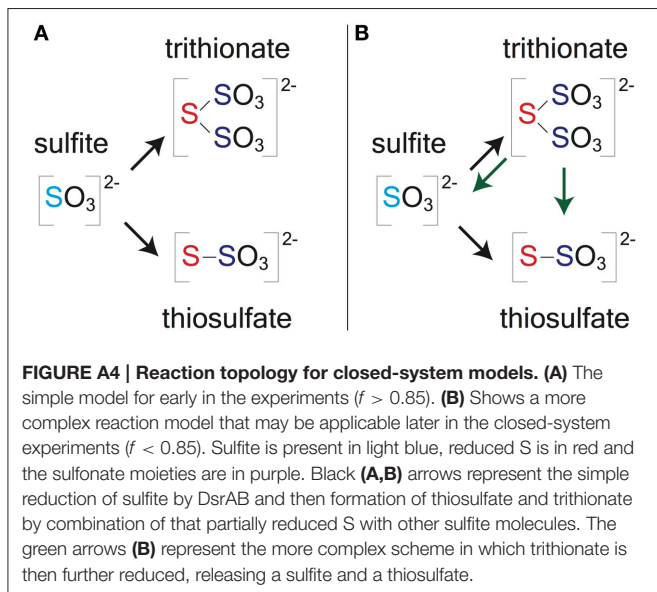 A
trithionate
S
SO3
SO3
2-
sulfite
[SO3]2-
[S–SO3]2-
thiosulfate
B
trithionate
S
SO3
SO3
2-
sulfite
[SO3]2-
[S–SO3]2-
thiosulfate
FIGURE A4 | Reaction topology for closed-system models. (A) The
simple model for early in the experiments (f > 0.85). (B) Shows a more
complex reaction model that may be applicable later in the closed-system
experiments (f < 0.85). Sulfite is present in light blue, reduced S is in red and
the sulfonate moieties are in purple. Black (A,B) arrows represent the simple
reduction of sulfite by DsrAB and then formation of thiosulfate and trithionate
by combination of that partially reduced S with other sulfite molecules. The
green arrows (B) represent the more complex scheme in which trithionate is
then further reduced, releasing a sulfite and a thiosulfate.